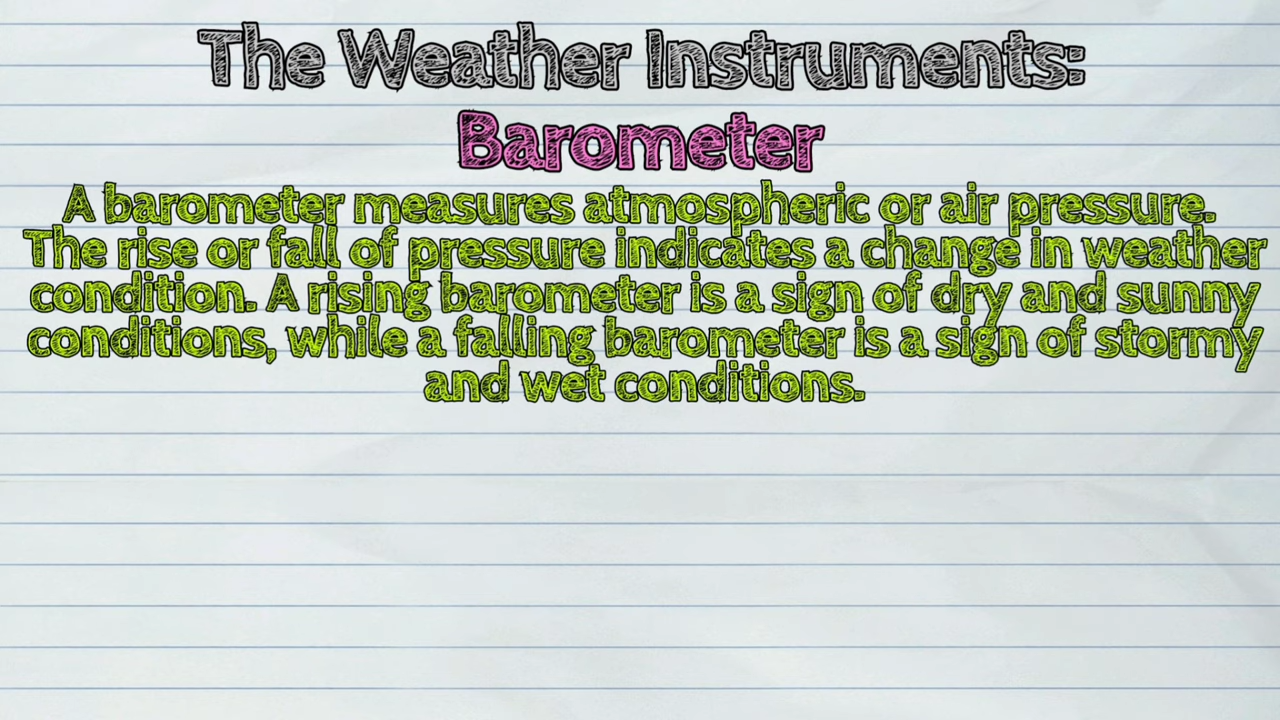 The Weather Instruments:
Barometer
A barometer measures atmospheric or air pressure.
The rise or fall of pressure indicates a change in weather
condition. A rising barometer is a sign of dry and sunny
conditions, while a falling barometer is a sign of stormy
and wet conditions.